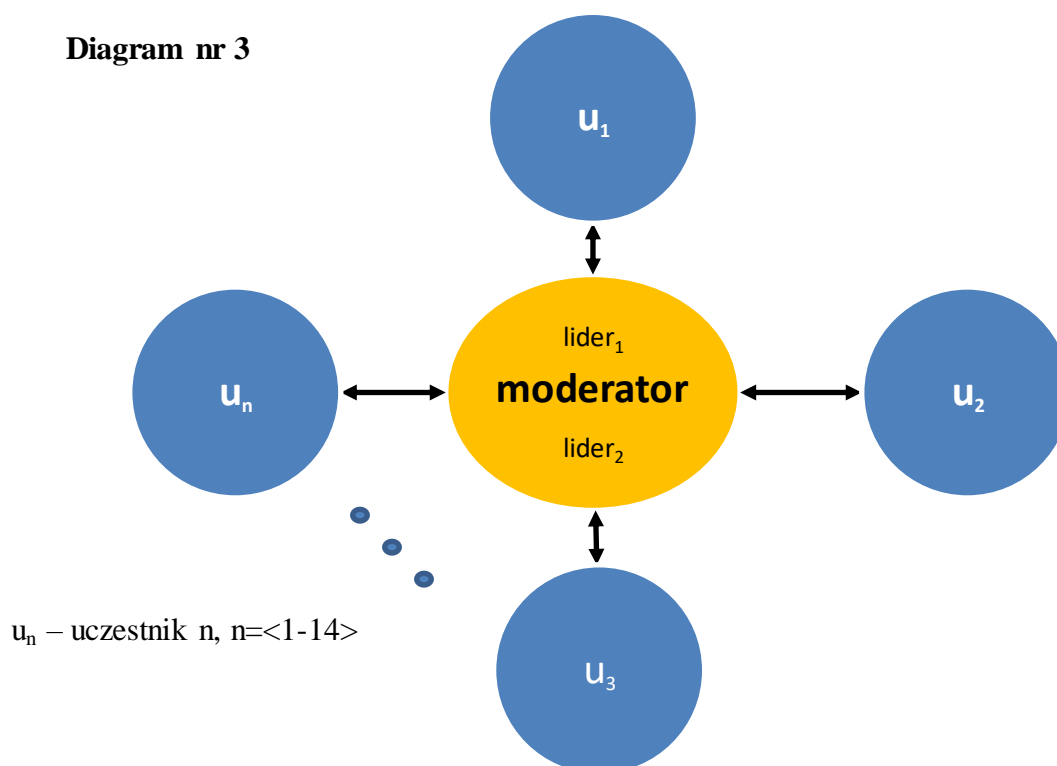 Diagram nr 3
u₁
lider₁
moderator
lider₂
uₙ
u₂
uₙ – uczestnik n, n=<1-14>
u₃